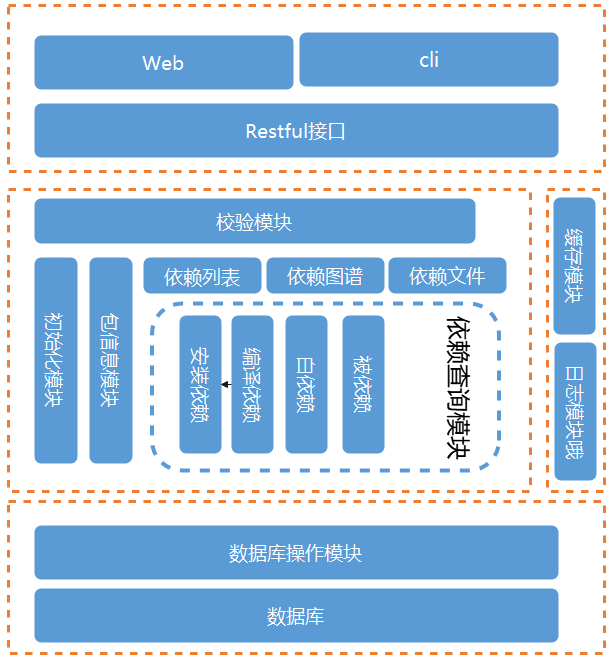 Web
cli
Restful接口
校验模块
依赖列表
依赖图谱
依赖文件
初始化模块
包信息模块
安装依赖
编译依赖
自依赖
被依赖
依赖查询模块
缓存模块
日志模块哦
数据库操作模块
数据库